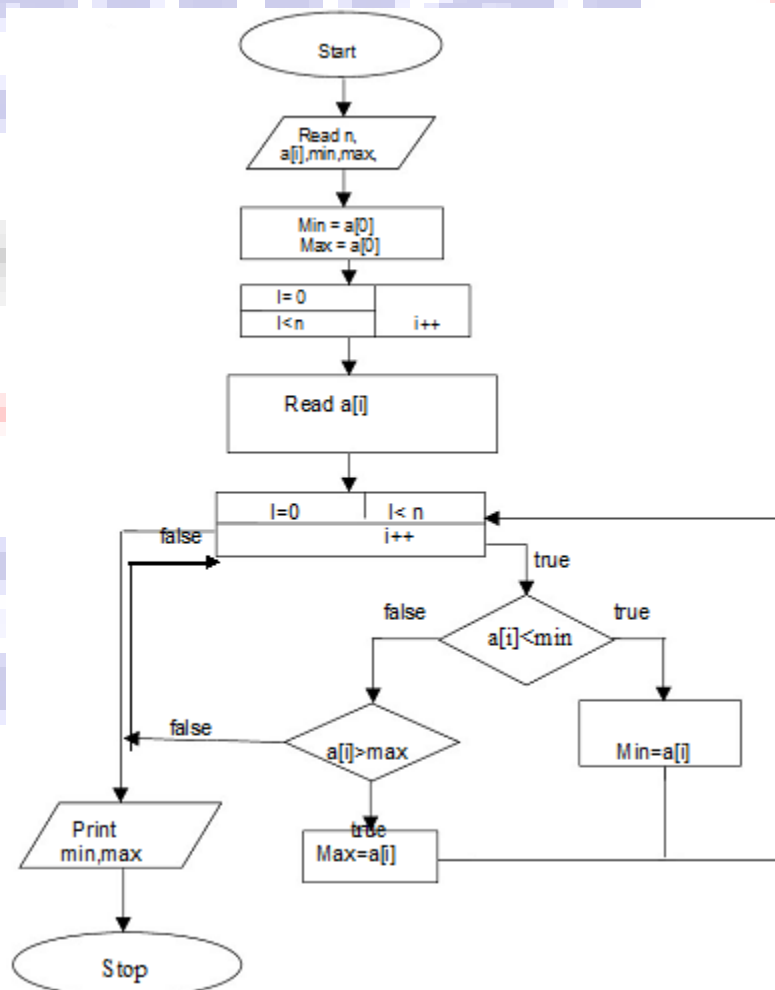 Start
Read n,
a[i],min,max,
Min = a[0]
Max = a[0]
I= 0
I<n
i++
Read a[i]
I=0
I< n
i++
false
true
false
true
a[i]<min
false
a[i]>max
Min=a[i]
true
Max=a[i]
Print
min,max
Stop